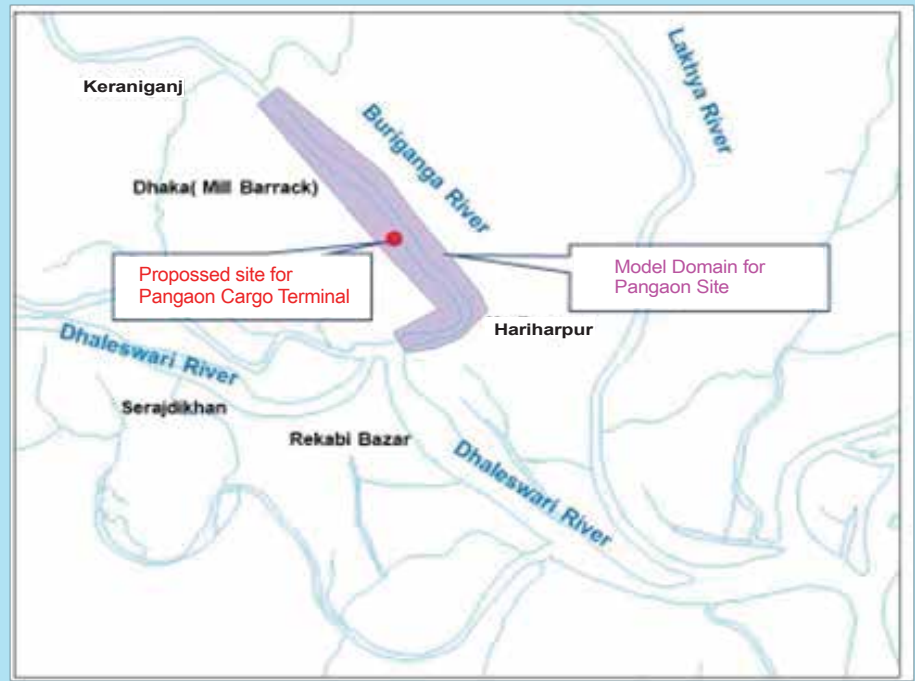 Keraniganj
Lakhya River
Buriganga River
Dhaka( Mill Barrack)
Propossed site for
Pangaon Cargo Terminal
Model Domain for
Pangaon Site
Hariharpur
Dhaleswari River
Serajdikhan
Rekabi Bazar
Dhaleswari River